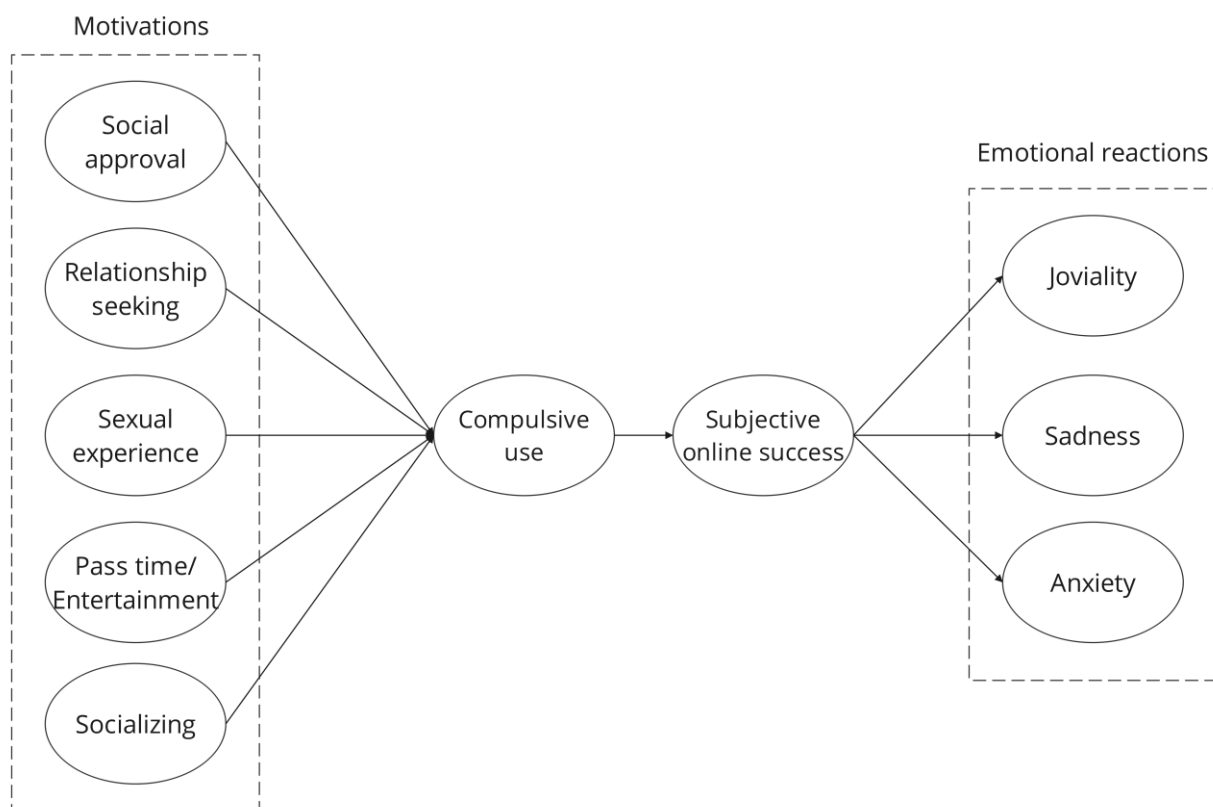 Motivations
Social
approval
Relationship
seeking
Sexual
experience
Pass time/
Entertainment
Socializing
Compulsive
use
Subjective
online success
Emotional reactions
Joviality
Sadness
Anxiety